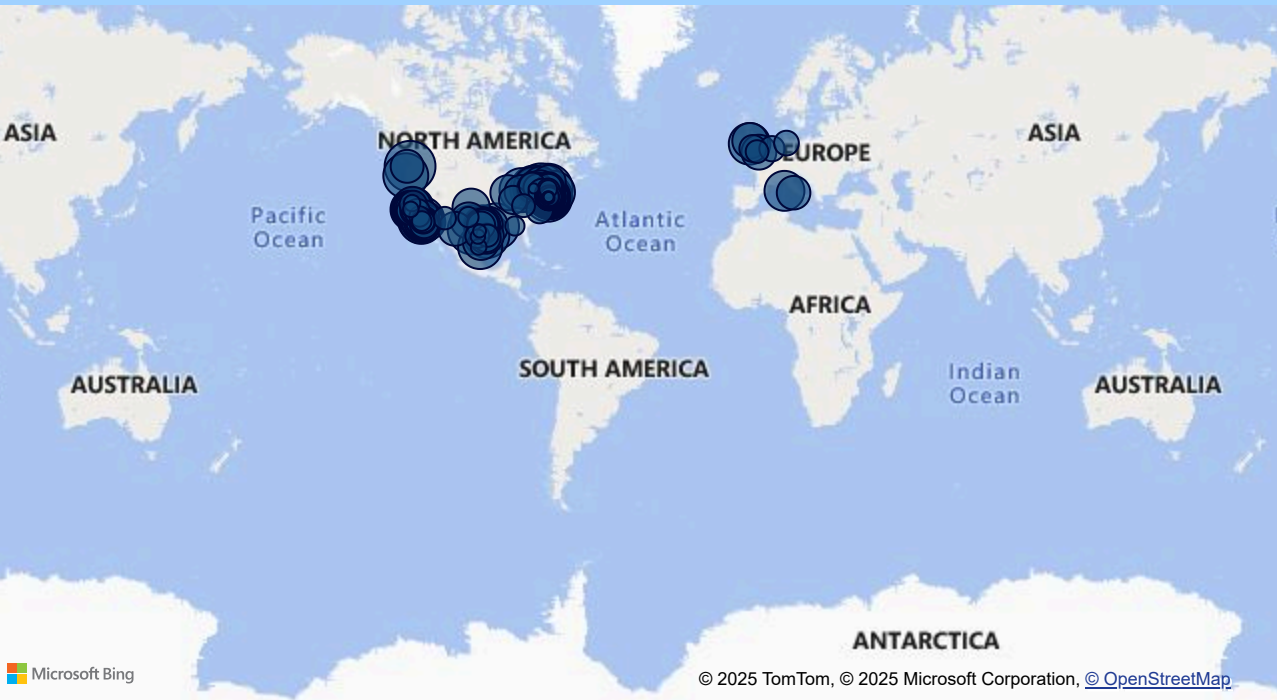 ASIA
NORTH AMERICA
EUROPE
ASIA
Pacific
Ocean
Atlantic
Ocean
AFRICA
SOUTH AMERICA
AUSTRALIA
Indian
Ocean
AUSTRALIA
ANTARCTICA
Microsoft Bing
© 2025 TomTom, © 2025 Microsoft Corporation, © OpenStreetMap